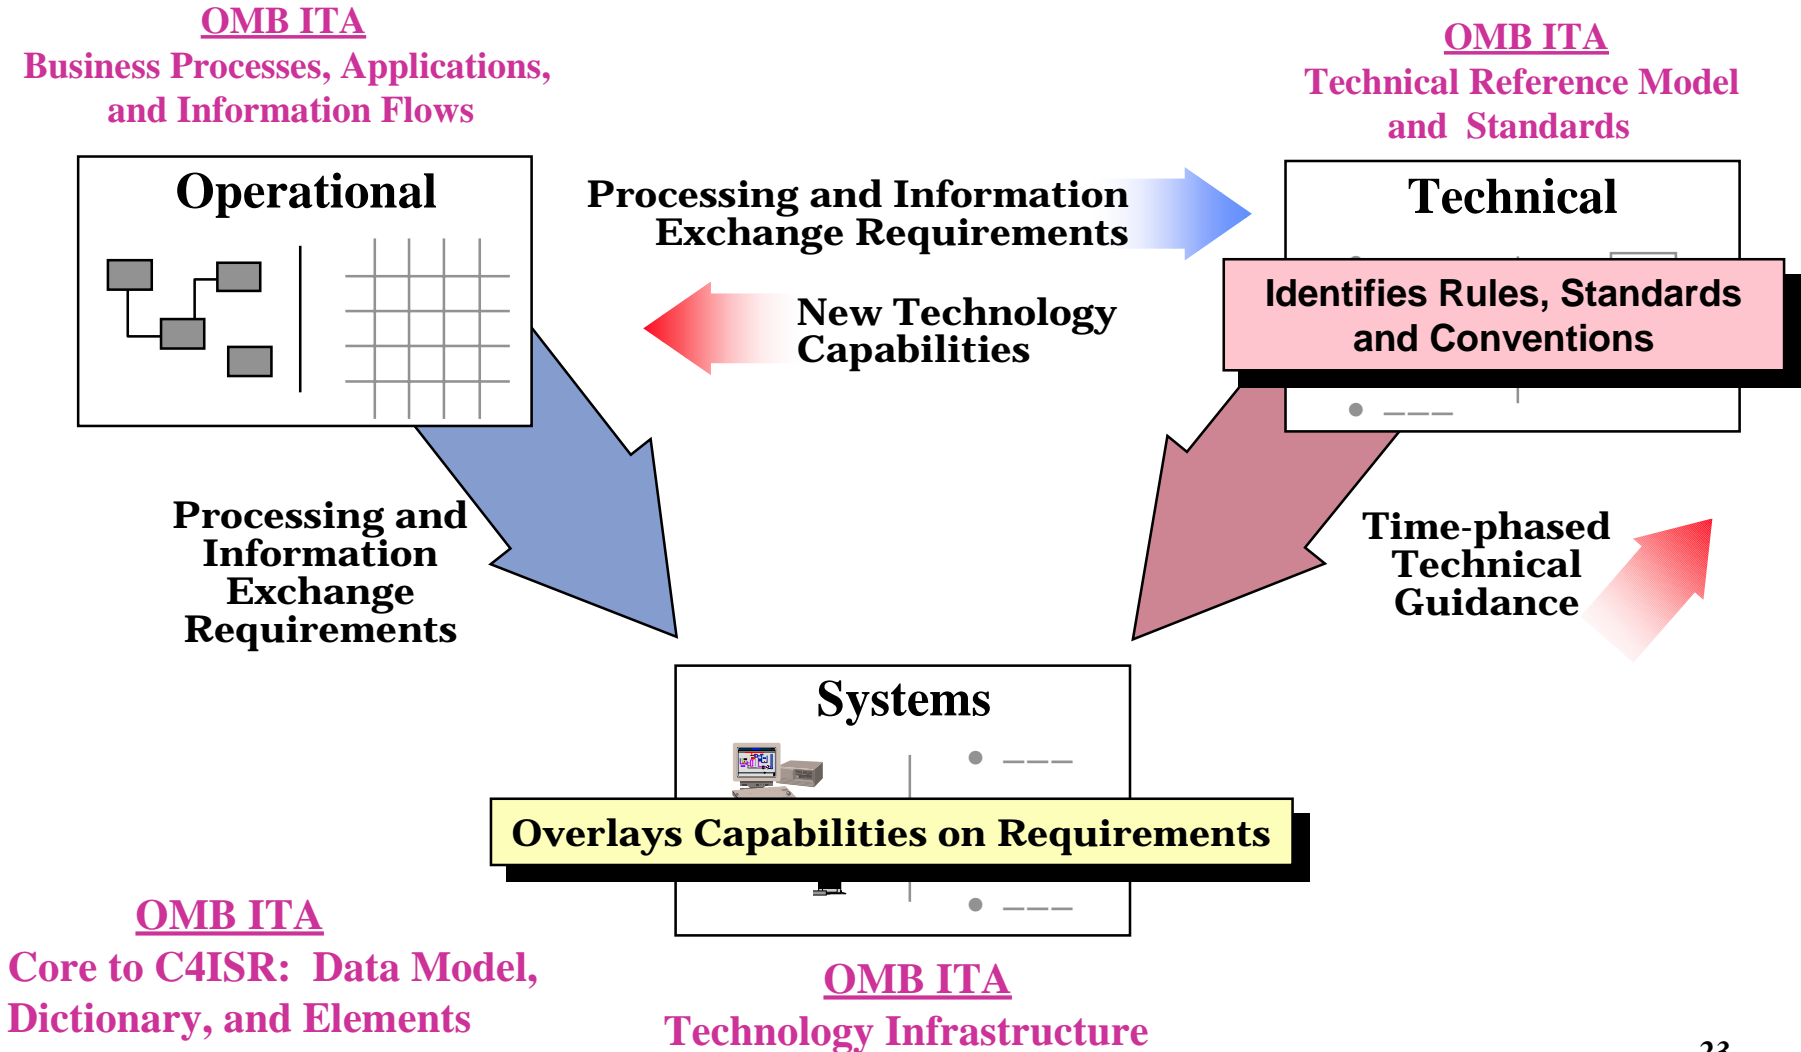 OMB ITA
Business Processes, Applications,
and Information Flows
OMB ITA
Technical Reference Model
and Standards
Operational
Processing and Information
Exchange Requirements
New Technology
Capabilities
Technical
Identifies Rules, Standards
and Conventions
Processing and
Information
Exchange
Requirements
Time-phased
Technical
Guidance
Systems
Overlays Capabilities on Requirements
OMB ITA
Core to C4ISR: Data Model,
Dictionary, and Elements
OMB ITA
Technology Infrastructure
23